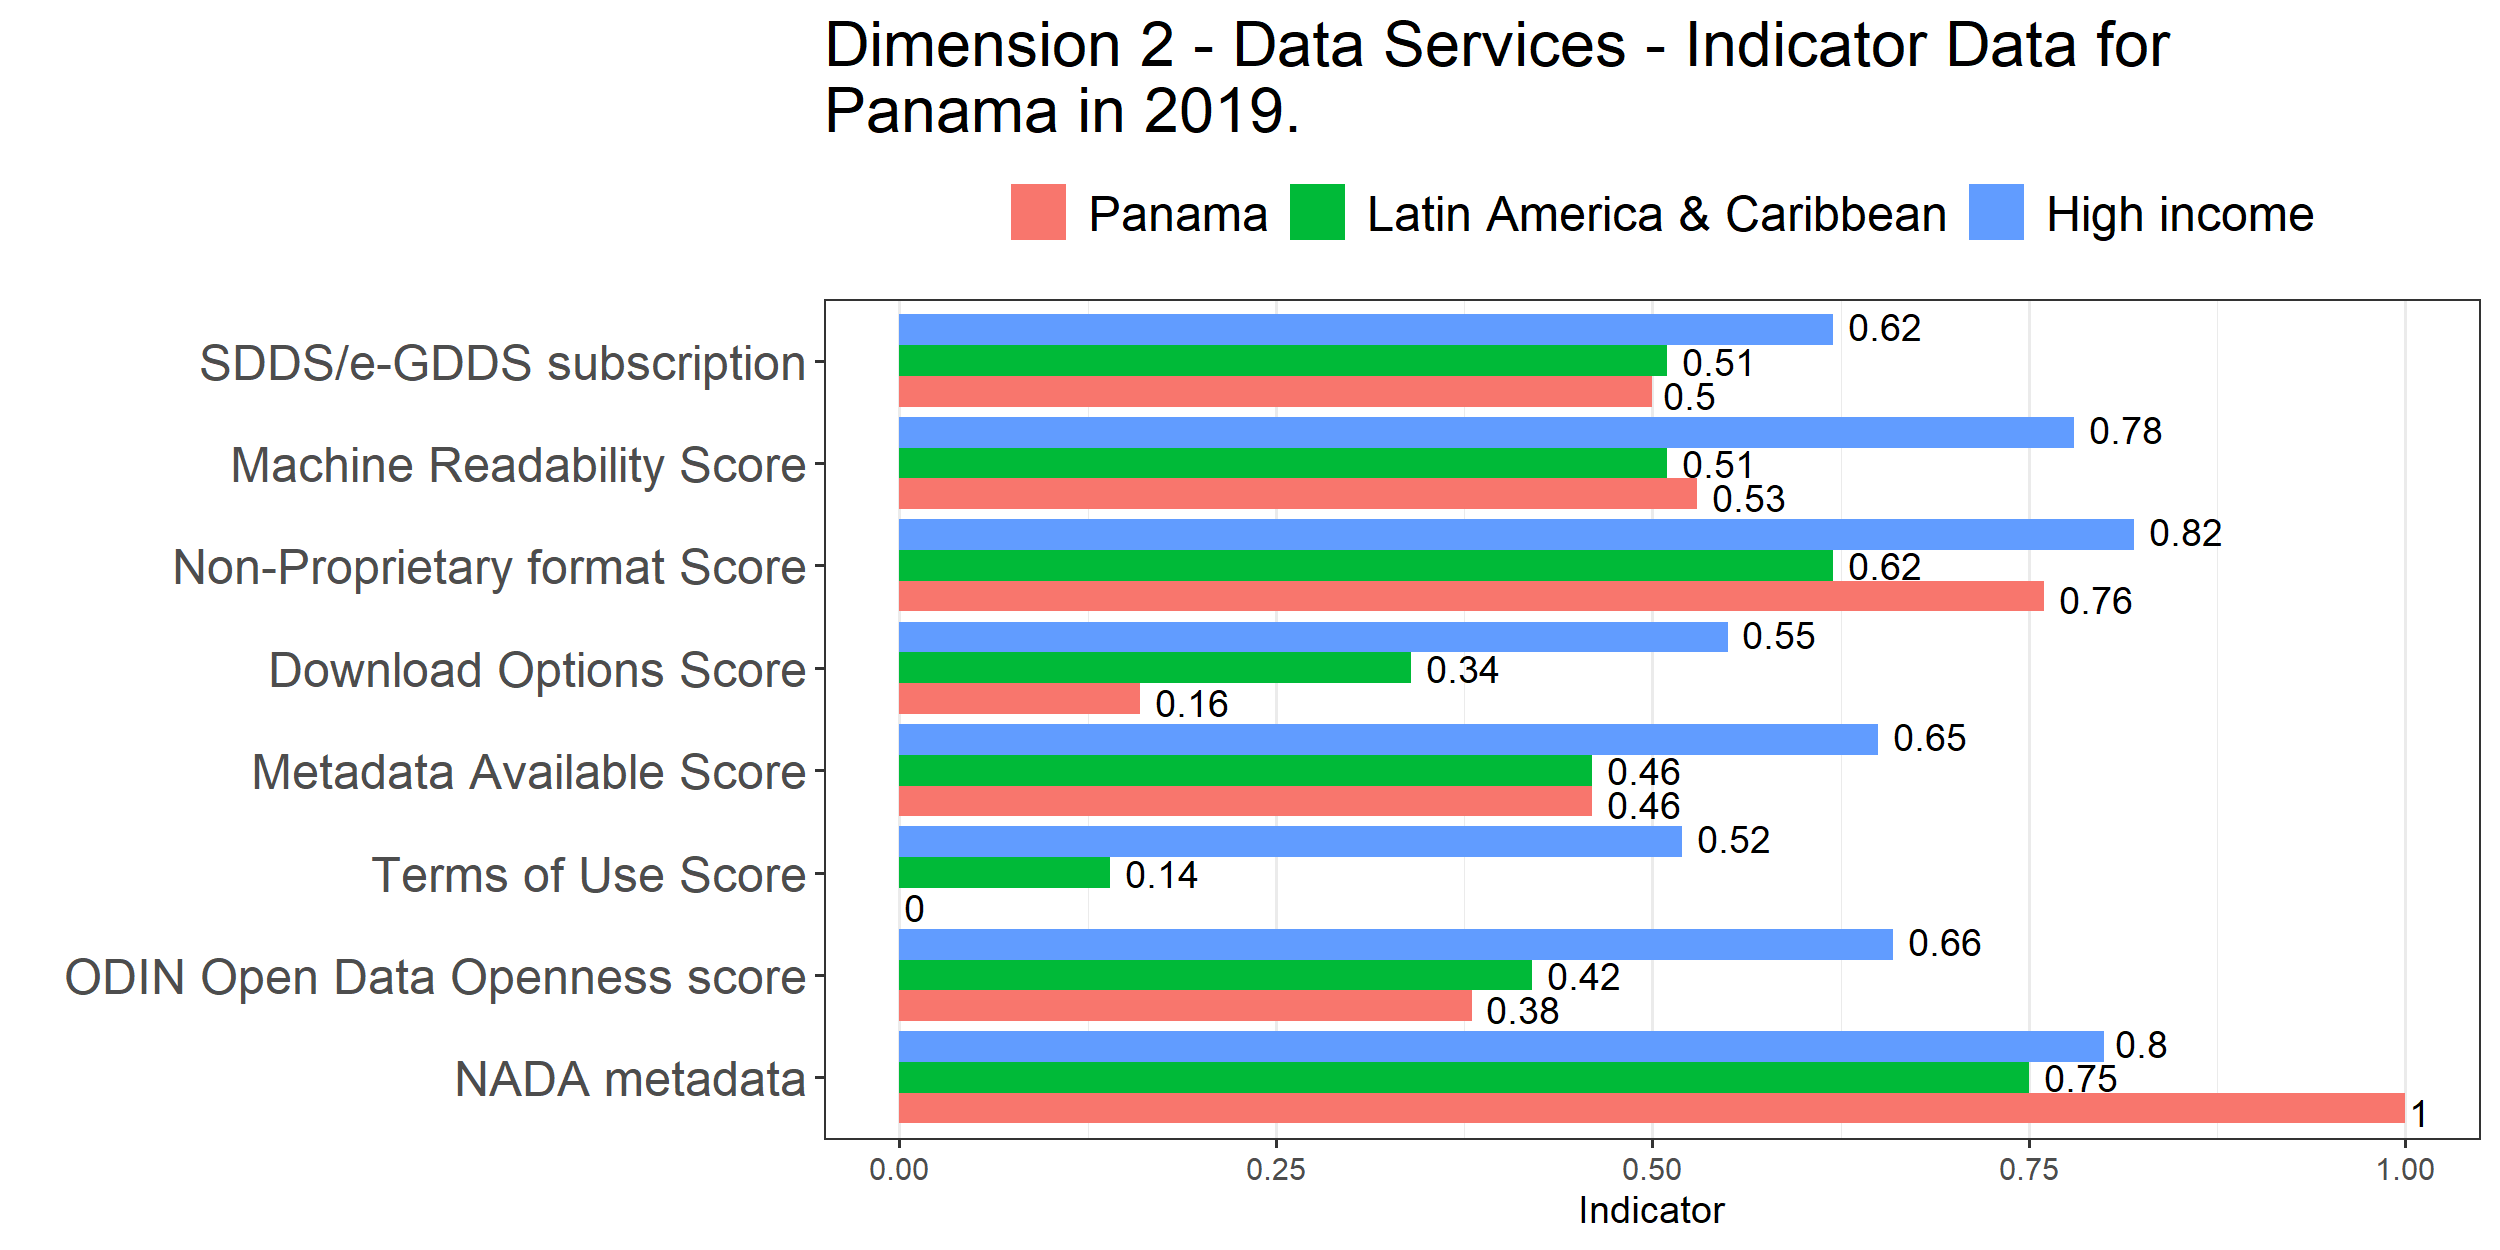 Dimension 2 - Data Services - Indicator Data for
Panama in 2019.
Panama
Latin America & Caribbean
High income
SDDS/e-GDDS subscription
0.62
0.51
0.5
Machine Readability Score
0.78
0.51
0.53
Non-Proprietary format Score
0.82
0.62
0.76
Download Options Score
0.55
0.34
0.16
Metadata Available Score
0.65
0.46
0.46
Terms of Use Score
0.52
0.14
0
ODIN Open Data Openness score
0.66
0.42
0.38
NADA metadata
0.8
0.75
1
0.00
0.25
0.50
0.75
1.00
Indicator